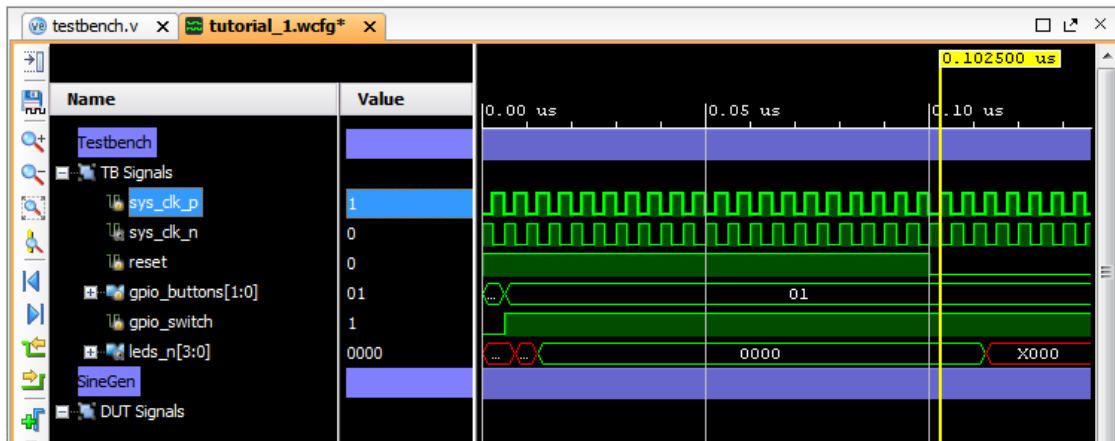 testbench.v
tutorial_1.wcfg*
0.102500 us
Name Value
0.00 us 0.05 us 0.10 us
Testbench
TB Signals
sys_clk_p 1
sys_clk_n 0
reset 0
gpio_buttons[1:0] 01 ... 01
gpio_switch 1
leds_n[3:0] 0000 ... ... 0000 X000
SineGen
DUT Signals